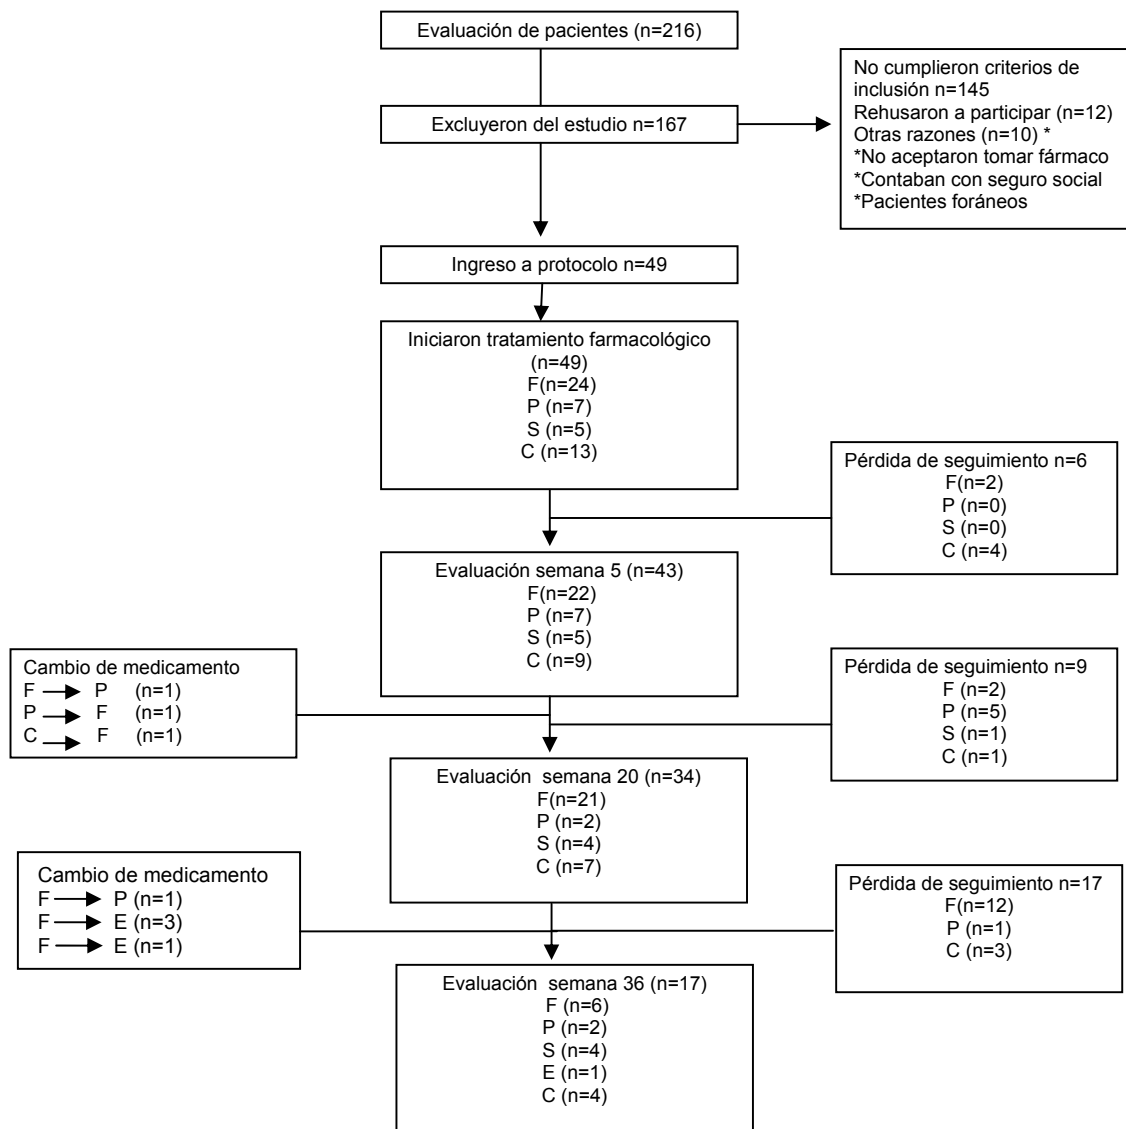 Evaluación de pacientes (n=216)
No cumplieron criterios de
inclusión n=145
Rehusaron a participar (n=12)
Otras razones (n=10) *
*No aceptaron tomar fármaco
*Contaban con seguro social
*Pacientes foráneos
Excluyeron del estudio n=167
Ingreso a protocolo n=49
Iniciaron tratamiento farmacológico
(n=49)
F(n=24)
P (n=7)
S (n=5)
C (n=13)
Pérdida de seguimiento n=6
F(n=2)
P (n=0)
S (n=0)
C (n=4)
Evaluación semana 5 (n=43)
F(n=22)
P (n=7)
S (n=5)
C (n=9)
Cambio de medicamento
F → P (n=1)
P → F (n=1)
C → F (n=1)
Pérdida de seguimiento n=9
F (n=2)
P (n=5)
S (n=1)
C (n=1)
Evaluación semana 20 (n=34)
F(n=21)
P (n=2)
S (n=4)
C (n=7)
Cambio de medicamento
F → P (n=1)
F → E (n=3)
F → E (n=1)
Pérdida de seguimiento n=17
F(n=12)
P (n=1)
C (n=3)
Evaluación semana 36 (n=17)
F (n=6)
P (n=2)
S (n=4)
E (n=1)
C (n=4)